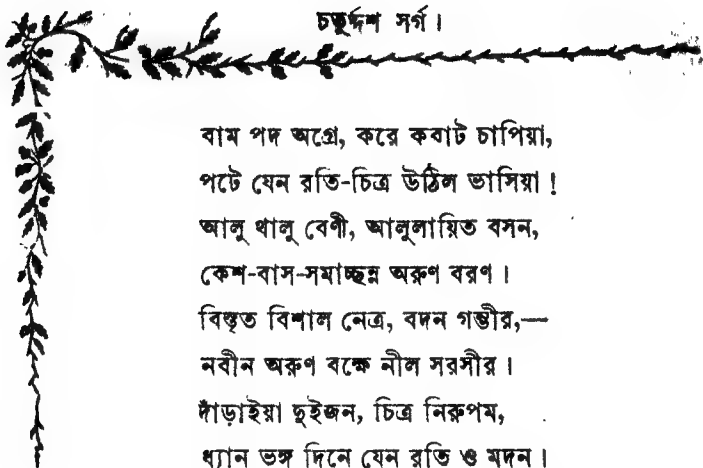 চতুর্দ্দশ সর্গ।
বাম পদ অগ্রে, করে কবাট চাপিয়া,
পটে যেন রতি-চিত্র উঠিল ভাসিয়া!
আলু থালু বেণী, আলুলায়িত বসন,
কেশ-বাস-সমাচ্ছন্ন অরুণ বরণ।
বিস্তৃত বিশাল নেত্র, বদন গম্ভীর,—
নবীন অরুণ বক্ষে নীল সরসীর।
দাঁড়াইয়া দুইজন, চিত্র নিরুপম,
ধ্যান ভঙ্গ দিনে যেন রতি ও মদন।